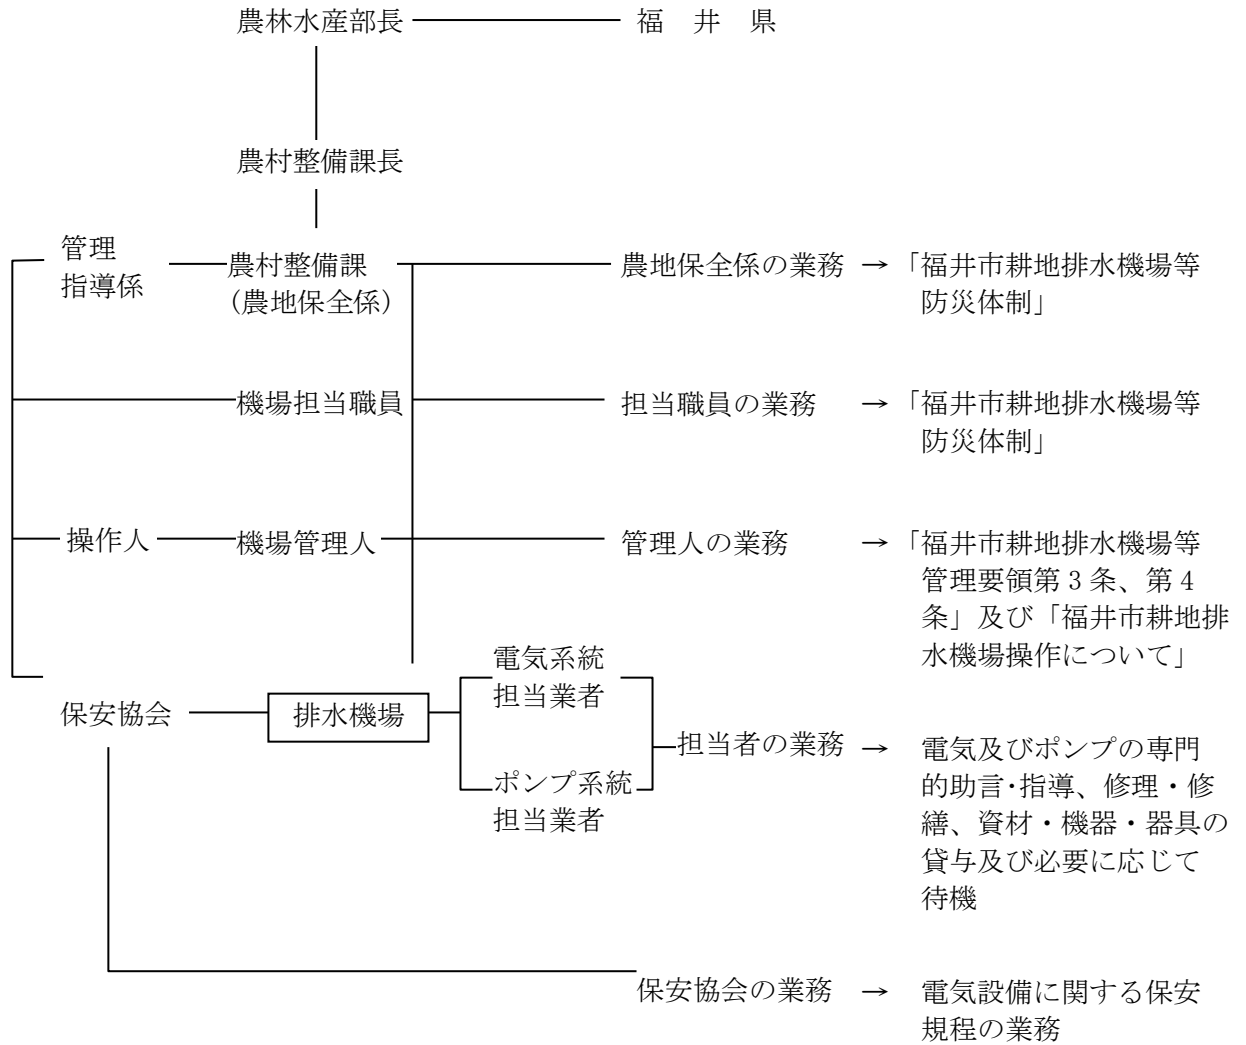 農林水産部長 福　井　県
農村整備課長
管理
指導係
農村整備課
（農地保全係）
農地保全係の業務 → 「福井市耕地排水機場等
防災体制」
機場担当職員 担当職員の業務 → 「福井市耕地排水機場等
防災体制」
操作人 機場管理人 管理人の業務 → 「福井市耕地排水機場等
管理要領第3条、第4
条」及び「福井市耕地排
水機場操作について」
電気系統
担当業者
保安協会 排水機場
ポンプ系統
担当業者
担当者の業務 → 電気及びポンプの専門
的助言･指導、修理・修
繕、資材・機器・器具の
貸与及び必要に応じて
待機
保安協会の業務 → 電気設備に関する保安
規程の業務